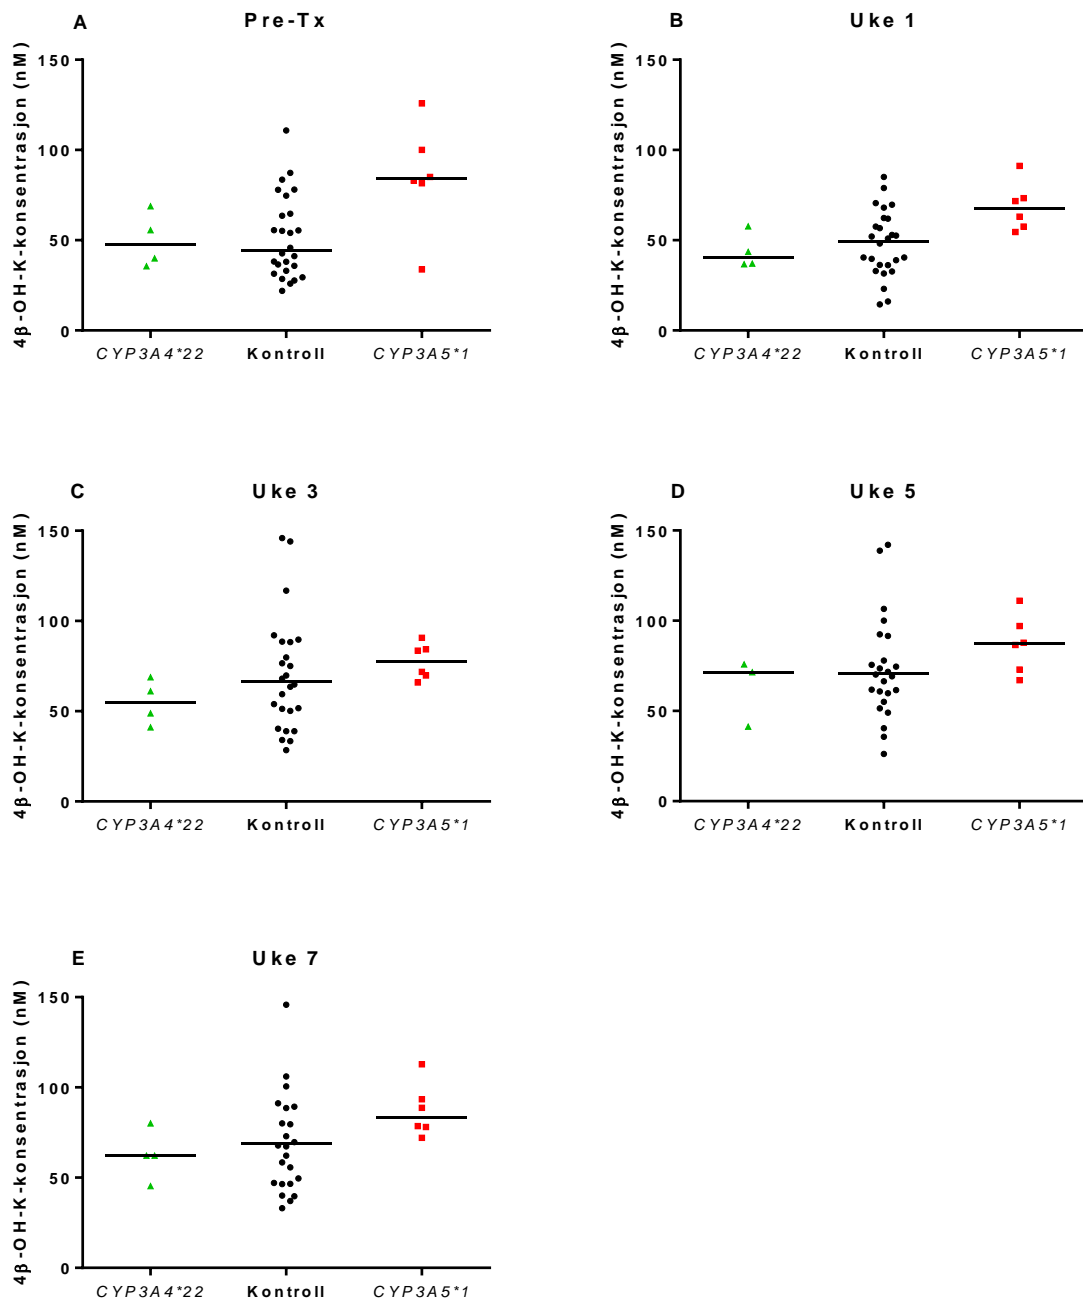 A
Pre-Tx
4β-OH-K-konsentrasjon (nM)
150
100
50
0
CYP3A4*22
Kontroll
CYP3A5*1
B
Uke 1
4β-OH-K-konsentrasjon (nM)
150
100
50
0
CYP3A4*22
Kontroll
CYP3A5*1
C
Uke 3
4β-OH-K-konsentrasjon (nM)
150
100
50
0
CYP3A4*22
Kontroll
CYP3A5*1
D
Uke 5
4β-OH-K-konsentrasjon (nM)
150
100
50
0
CYP3A4*22
Kontroll
CYP3A5*1
E
Uke 7
4β-OH-K-konsentrasjon (nM)
150
100
50
0
CYP3A4*22
Kontroll
CYP3A5*1